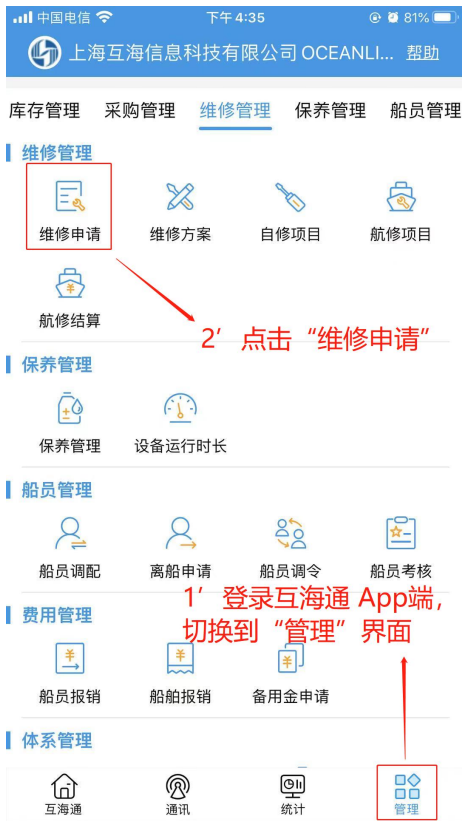 中国电信 下午4:35 81%
上海互海信息科技有限公司 OCEANLI... 帮助
库存管理 采购管理 维修管理 保养管理 船员管理
维修管理
维修申请 维修方案 自修项目 航修项目
航修结算
2’点击“维修申请”
保养管理
保养管理 设备运行时长
船员管理
船员调配 离船申请 船员调令 船员考核
1’登录互海通 App端，
费用管理
切换到“管理”界面
船员报销 船舶报销 备用金申请
体系管理
互海通 通讯 统计 管理